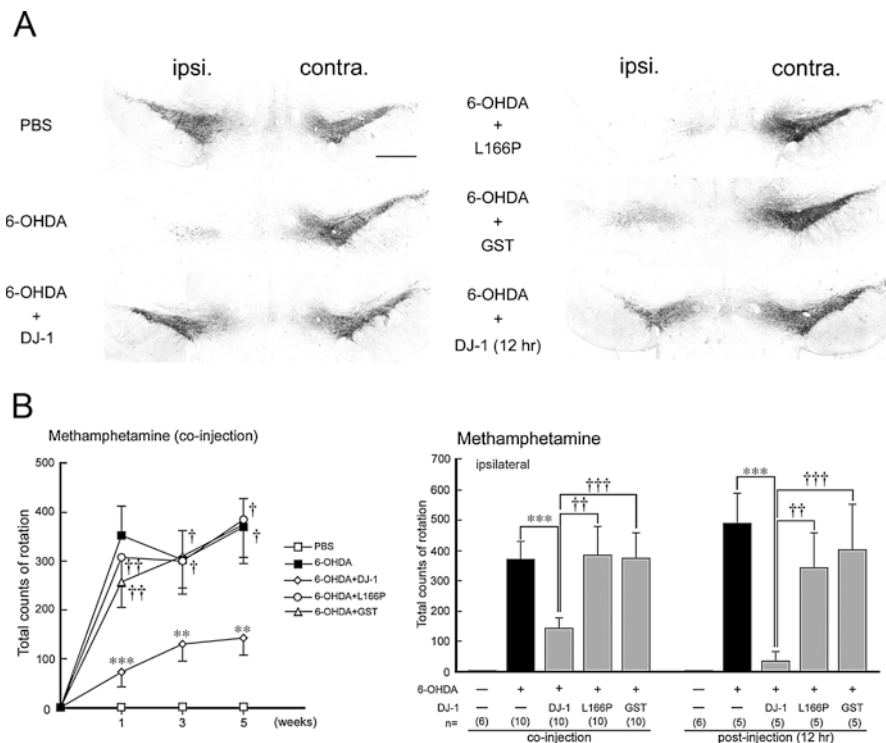 A
ipsi.
contra.
PBS
6-OHDA
6-OHDA
+
DJ-1
ipsi.
contra.
6-OHDA
+
L166P
6-OHDA
+
GST
6-OHDA
+
DJ-1 (12 hr)
B
Methamphetamine (co-injection)
Total counts of rotation
500
400
300
200
100
0
††
††
†
†
†
†
***
**
**
1
3
5
(weeks)
PBS
6-OHDA
6-OHDA+DJ-1
6-OHDA+L166P
6-OHDA+GST
Methamphetamine
ipsilateral
Total counts of rotation
700
600
500
400
300
200
100
0
***
††
†††
***
††
†††
6-OHDA — + + + + — + + + +
DJ-1 — — DJ-1 L166P GST — — DJ-1 L166P GST
n= (6) (10) (10) (10) (10) (6) (5) (5) (5) (5)
co-injection
post-injection (12 hr)